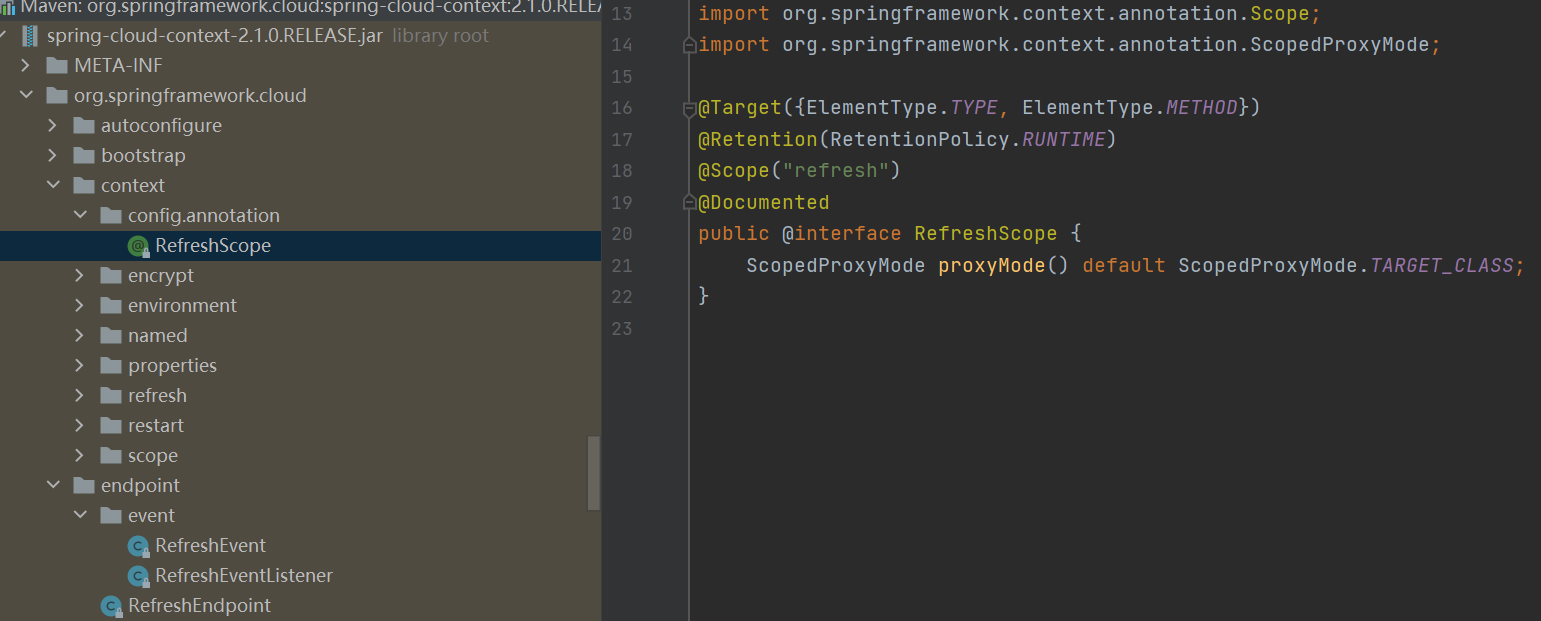 Maven: org.springframework.cloud:spring-cloud-context:2.1.0.RELEA
spring-cloud-context-2.1.0.RELEASE.jar library root
META-INF
org.springframework.cloud
autoconfigure
bootstrap
context
config.annotation
RefreshScope
encrypt
environment
named
properties
refresh
restart
scope
endpoint
event
RefreshEvent
RefreshEventListener
RefreshEndpoint
13 import org.springframework.context.annotation.Scope;
14 import org.springframework.context.annotation.ScopedProxyMode;
15
16 @Target({ElementType.TYPE, ElementType.METHOD})
17 @Retention(RetentionPolicy.RUNTIME)
18 @Scope("refresh")
19 @Documented
20 public @interface RefreshScope {
21 ScopedProxyMode proxyMode() default ScopedProxyMode.TARGET_CLASS;
22 }
23